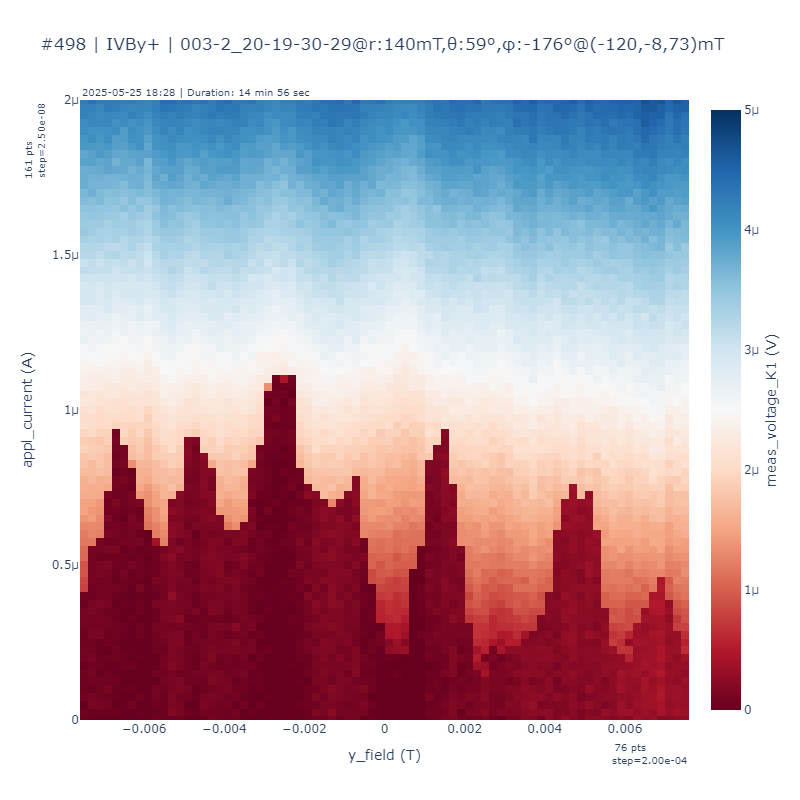 #498 | IVBy+ | 003-2_20-19-30-29@r:140mT,θ:59°,φ:-176°@(-120,-8,73)mT
2025-05-25 18:28 | Duration: 14 min 56 sec
161 pts
step=2.50e-08
appl_current (A)
2μ
1.5μ
1μ
0.5μ
0
−0.006
−0.004
−0.002
0
0.002
0.004
0.006
y_field (T)
76 pts
step=2.00e-04
5μ
4μ
3μ
2μ
1μ
0
meas_voltage_K1 (V)